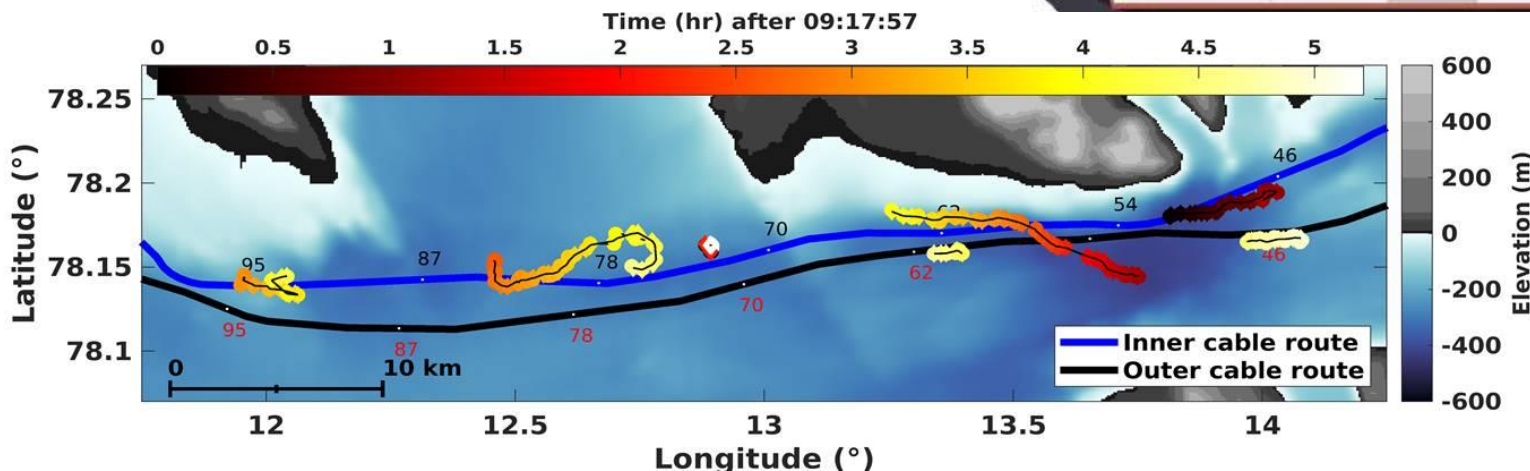 Time (hr) after 09:17:57
0 0.5 1 1.5 2 2.5 3 3.5 4 4.5 5
78.25
78.2
78.15
78.1
Latitude (°)
95 87 78 70 62 54 46
95 87 78 70 62 46
0 10 km
Inner cable route
Outer cable route
12 12.5 13 13.5 14
Longitude (°)
600
400
200
0
-200
-400
-600
Elevation (m)